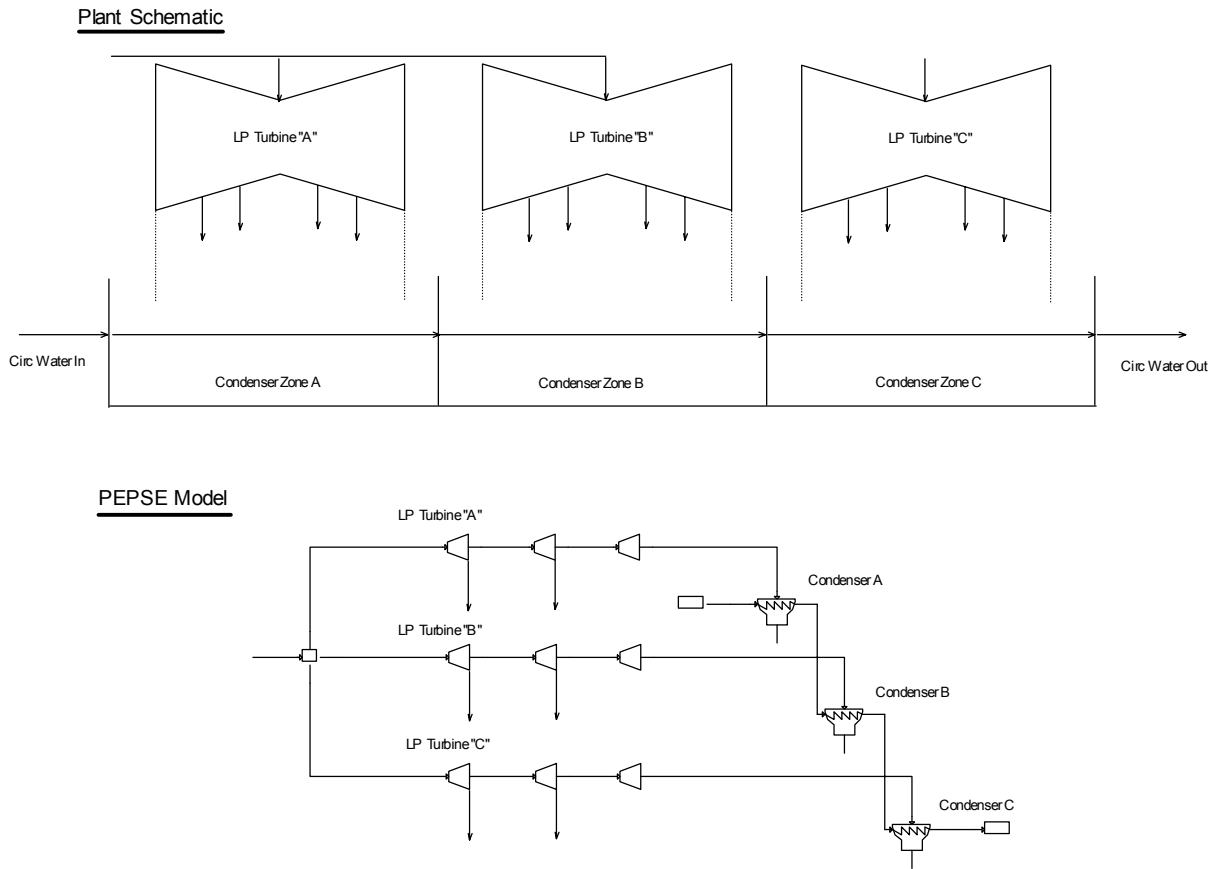 Plant Schematic
LP Turbine "A"
LP Turbine "B"
LP Turbine "C"
Circ Water In
Condenser Zone A
Condenser Zone B
Condenser Zone C
Circ Water Out
PEPSE Model
LP Turbine "A"
Condenser A
LP Turbine "B"
Condenser B
LP Turbine "C"
Condenser C